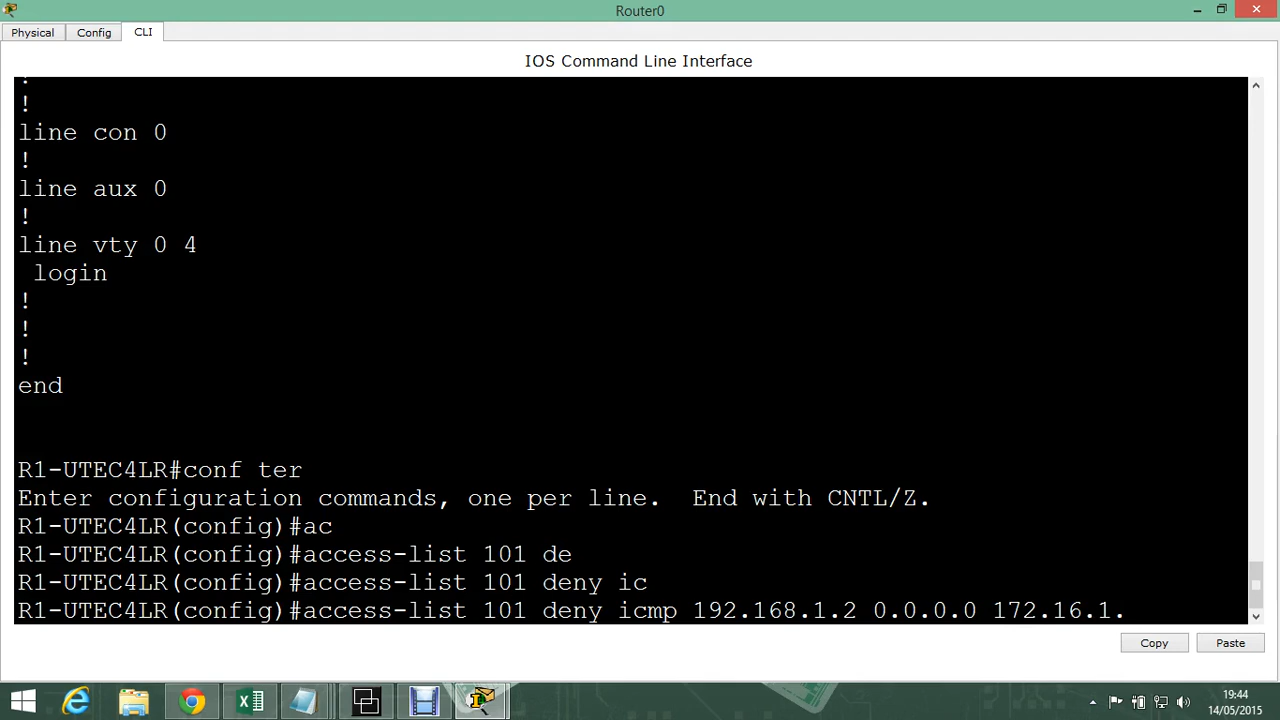 Router0
Physical
Config
CLI
IOS Command Line Interface
!
!
line con 0
!
line aux 0
!
line vty 0 4
login
!
!
!
end
R1-UTEC4LR#conf ter
Enter configuration commands, one per line.  End with CNTL/Z.
R1-UTEC4LR(config)#ac
R1-UTEC4LR(config)#access-list 101 de
R1-UTEC4LR(config)#access-list 101 deny ic
R1-UTEC4LR(config)#access-list 101 deny icmp 192.168.1.2 0.0.0.0 172.16.1.
Copy
Paste
19:44
14/05/2015